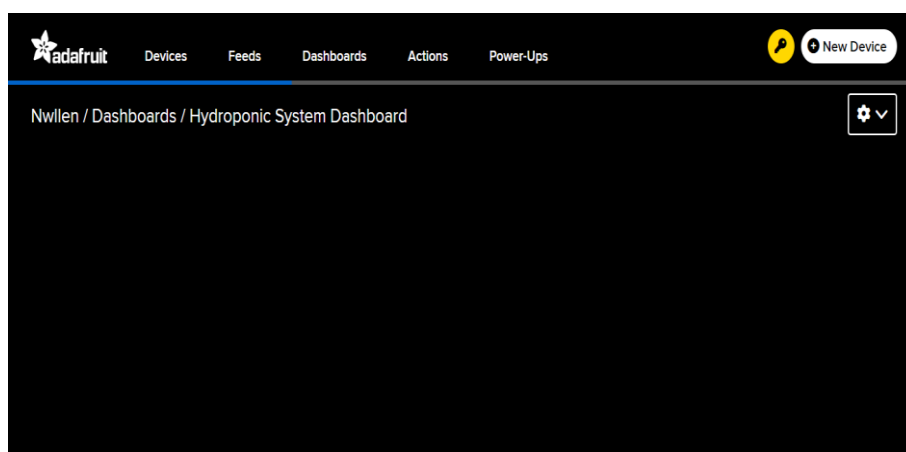 adafruit Devices Feeds Dashboards Actions Power-Ups New Device
Nwllen / Dashboards / Hydroponic System Dashboard